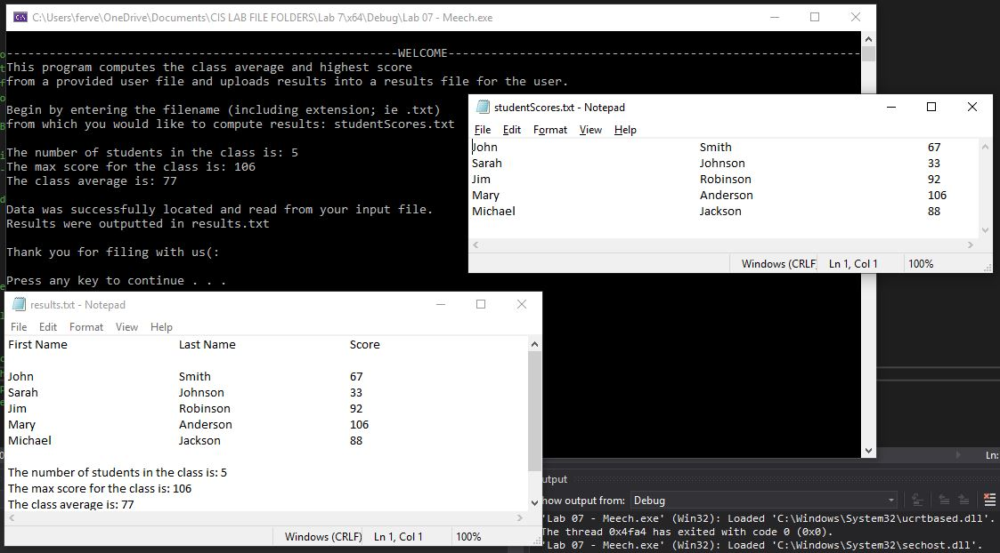 C:\Users\ferve\OneDrive\Documents\CIS LAB FILE FOLDERS\Lab 7\x64\Debug\Lab 07 - Meech.exe
-------------------------------------------------------WELCOME----------------------------------------------------------
This program computes the class average and highest score
from a provided user file and uploads results into a results file for the user.
Begin by entering the filename (including extension; ie .txt)
from which you would like to compute results: studentScores.txt
The number of students in the class is: 5
The max score for the class is: 106
The class average is: 77
Data was successfully located and read from your input file.
Results were outputted in results.txt
Thank you for filing with us(:
Press any key to continue . . .
studentScores.txt - Notepad
File Edit Format View Help
John Smith 67
Sarah Johnson 33
Jim Robinson 92
Mary Anderson 106
Michael Jackson 88
Windows (CRLF Ln 1, Col 1 100%
results.txt - Notepad
File Edit Format View Help
First Name Last Name Score
John Smith 67
Sarah Johnson 33
Jim Robinson 92
Mary Anderson 106
Michael Jackson 88
The number of students in the class is: 5
The max score for the class is: 106
The class average is: 77
Windows (CRLF) Ln 1, Col 1 100%
Ln:
utput
how output from: Debug
'Lab 07 - Meech.exe' (Win32): Loaded 'C:\Windows\System32\ucrtbased.dll'.
The thread 0x4fa4 has exited with code 0 (0x0).
'Lab 07 - Meech.exe' (Win32): Loaded 'C:\Windows\System32\sechost.dll'.